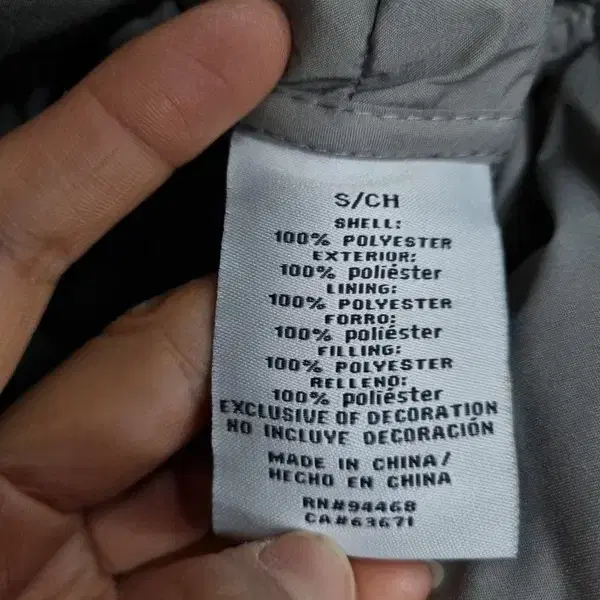 S/CH
SHELL:
100% POLYESTER
EXTERIOR:
100% poliéster
LINING:
100% POLYESTER
FORRO:
100% poliéster
FILLING:
100% POLYESTER
RELLENO:
100% poliéster
EXCLUSIVE OF DECORATION
NO INCLUYE DECORACIÓN
MADE IN CHINA/
HECHO EN CHINA
RN#94468
CA#63671